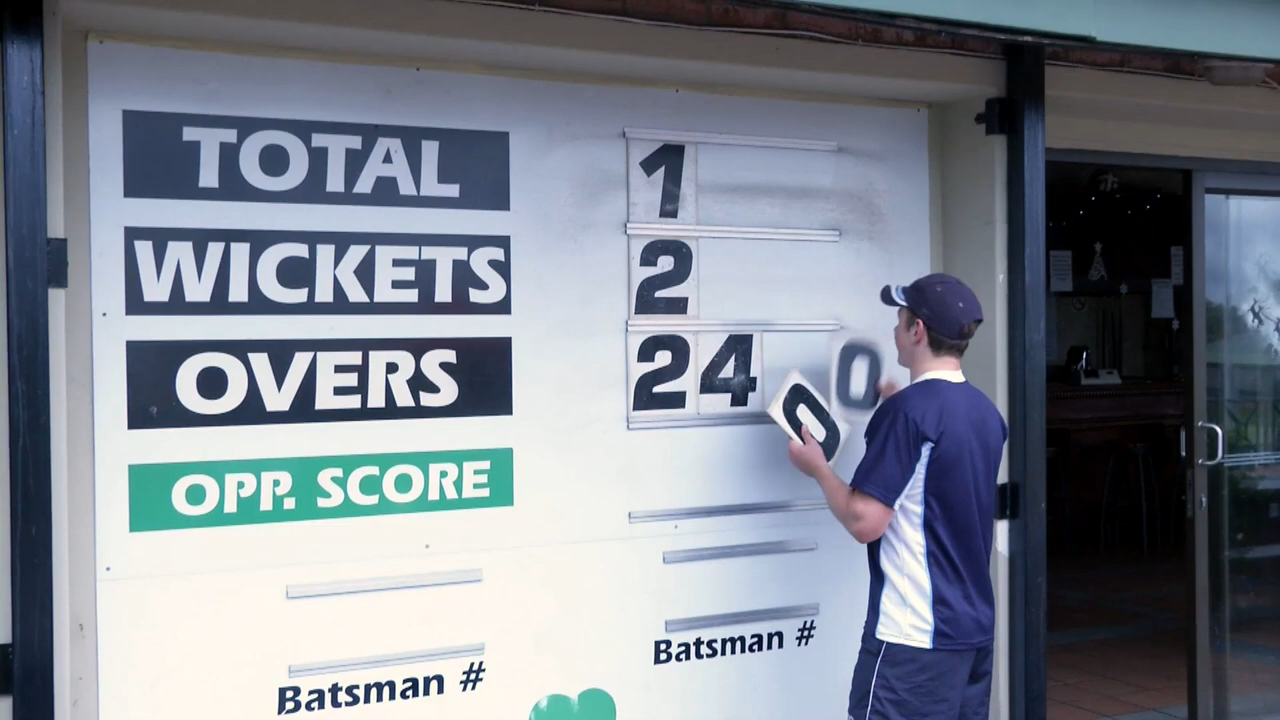 TOTAL 1
WICKETS 2
OVERS 24 0 0
OPP. SCORE
Batsman # Batsman #